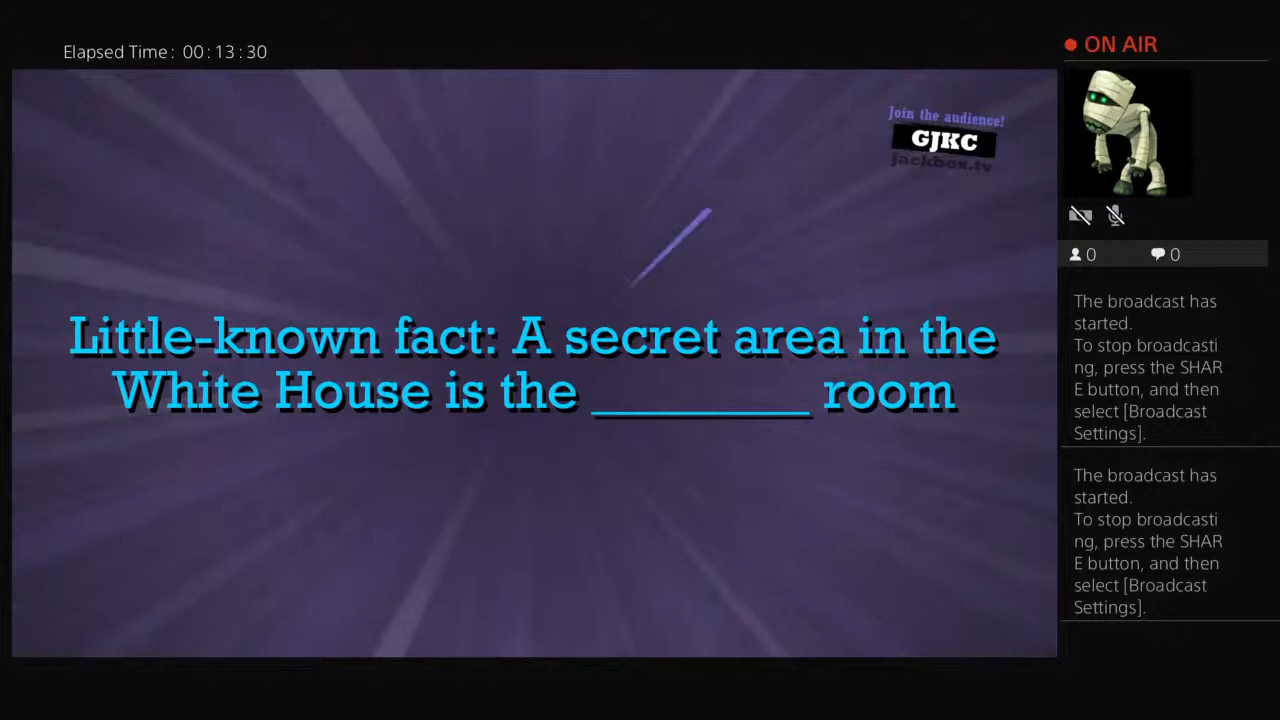 Elapsed Time: 00:13:30
ON AIR
Join the audience!
GJKC
jackbox.tv
Little-known fact: A secret area in the
White House is the ________ room
0 0
The broadcast has
started.
To stop broadcasti
ng, press the SHAR
E button, and then
select [Broadcast
Settings].
The broadcast has
started.
To stop broadcasti
ng, press the SHAR
E button, and then
select [Broadcast
Settings].